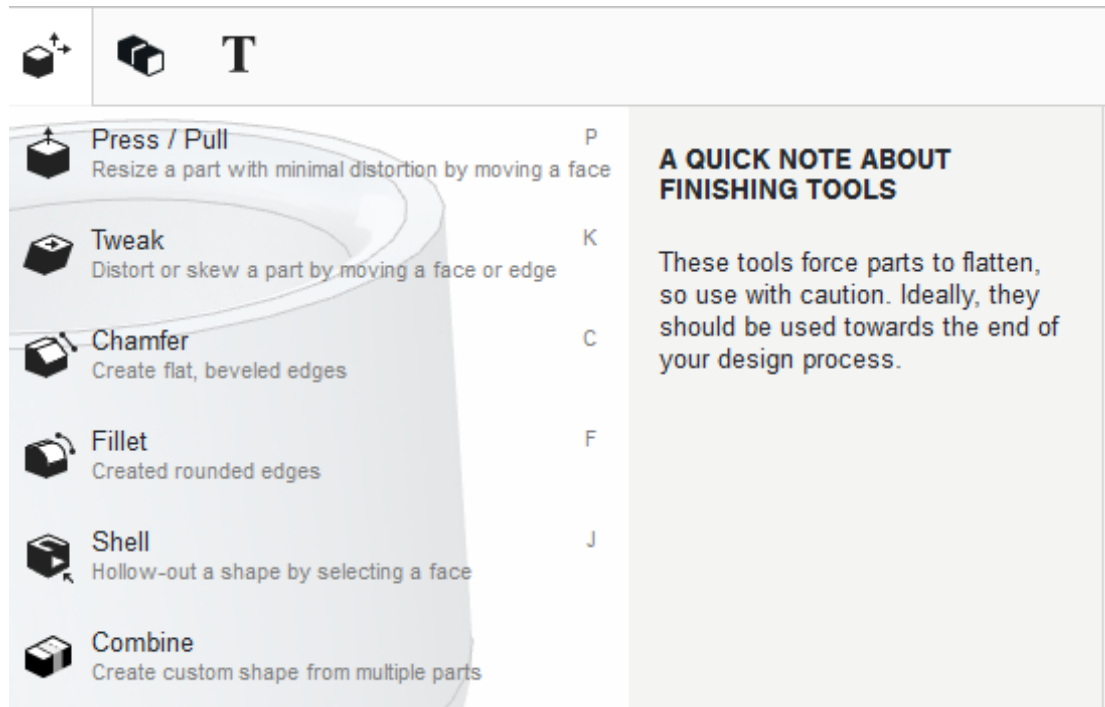 T
Press / Pull P
Resize a part with minimal distortion by moving a face
Tweak K
Distort or skew a part by moving a face or edge
Chamfer C
Create flat, beveled edges
Fillet F
Created rounded edges
Shell J
Hollow-out a shape by selecting a face
Combine
Create custom shape from multiple parts
A QUICK NOTE ABOUT
FINISHING TOOLS
These tools force parts to flatten,
so use with caution. Ideally, they
should be used towards the end of
your design process.